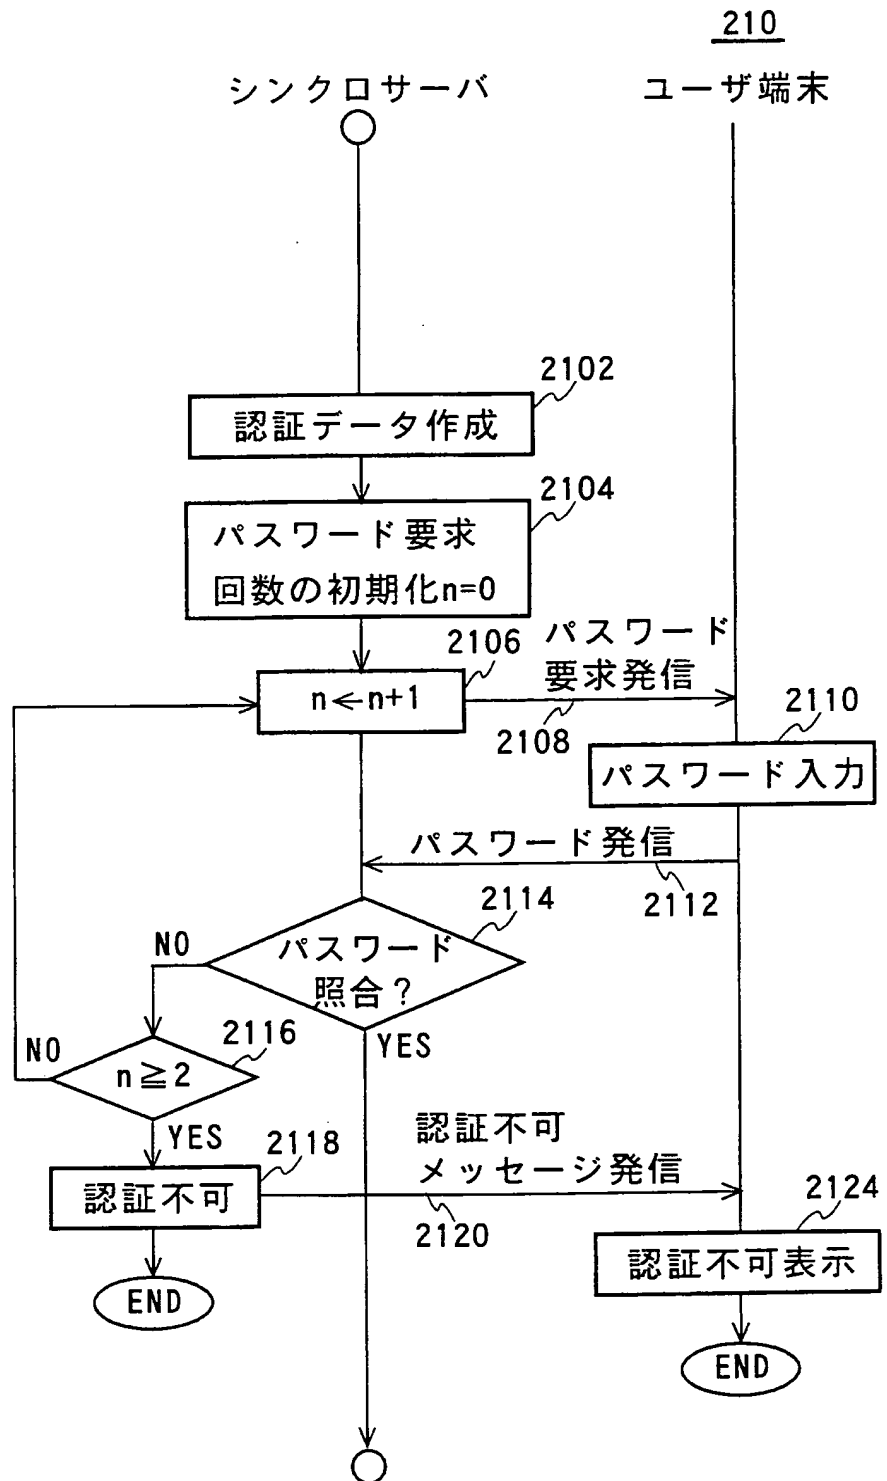 210
シンクロサーバ
ユーザ端末
2102
認証データ作成
2104
パスワード要求
回数の初期化n=0
2106
n←n+1
パスワード
要求発信
2108
2110
パスワード入力
パスワード発信
2112
2114
パスワード
照合?
NO
YES
2116
n≧2
NO
YES
2118
認証不可
認証不可
メッセージ発信
2120
2124
認証不可表示
END
END